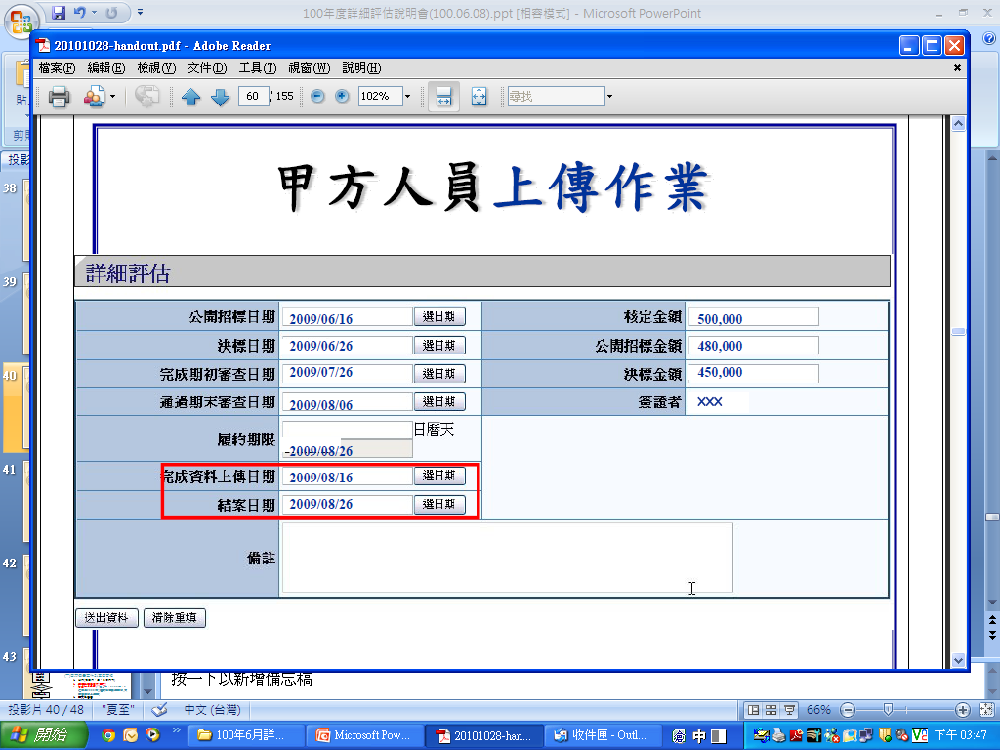 100年度詳細評估說明會(100.06.08).ppt [相容模式] - Microsoft PowerPoint
20101028-handout.pdf - Adobe Reader
檔案(F) 編輯(E) 檢視(V) 文件(D) 工具(T) 視窗(W) 說明(H)
60 / 155 102% 尋找
貼
剪
投影
甲方人員上傳作業
詳細評估
公開招標日期 2009/06/16 選日期 核定金額 500,000
決標日期 2009/06/26 選日期 公開招標金額 480,000
完成期初審查日期 2009/07/26 選日期 決標金額 450,000
通過期末審查日期 2009/08/06 選日期 簽證者 XXX
履約期限 日曆天
-2009/08/26
完成資料上傳日期 2009/08/16 選日期
結案日期 2009/08/26 選日期
備註
送出資料 清除重填
38
39
40
41
42
43
按一下以新增備忘稿
投影片 40 / 48 "夏至" 中文 (台灣) 66%
開始 100年6月詳... Microsoft Pow... 20101028-han... 收件匣 - Outl... 中 下午 03:47